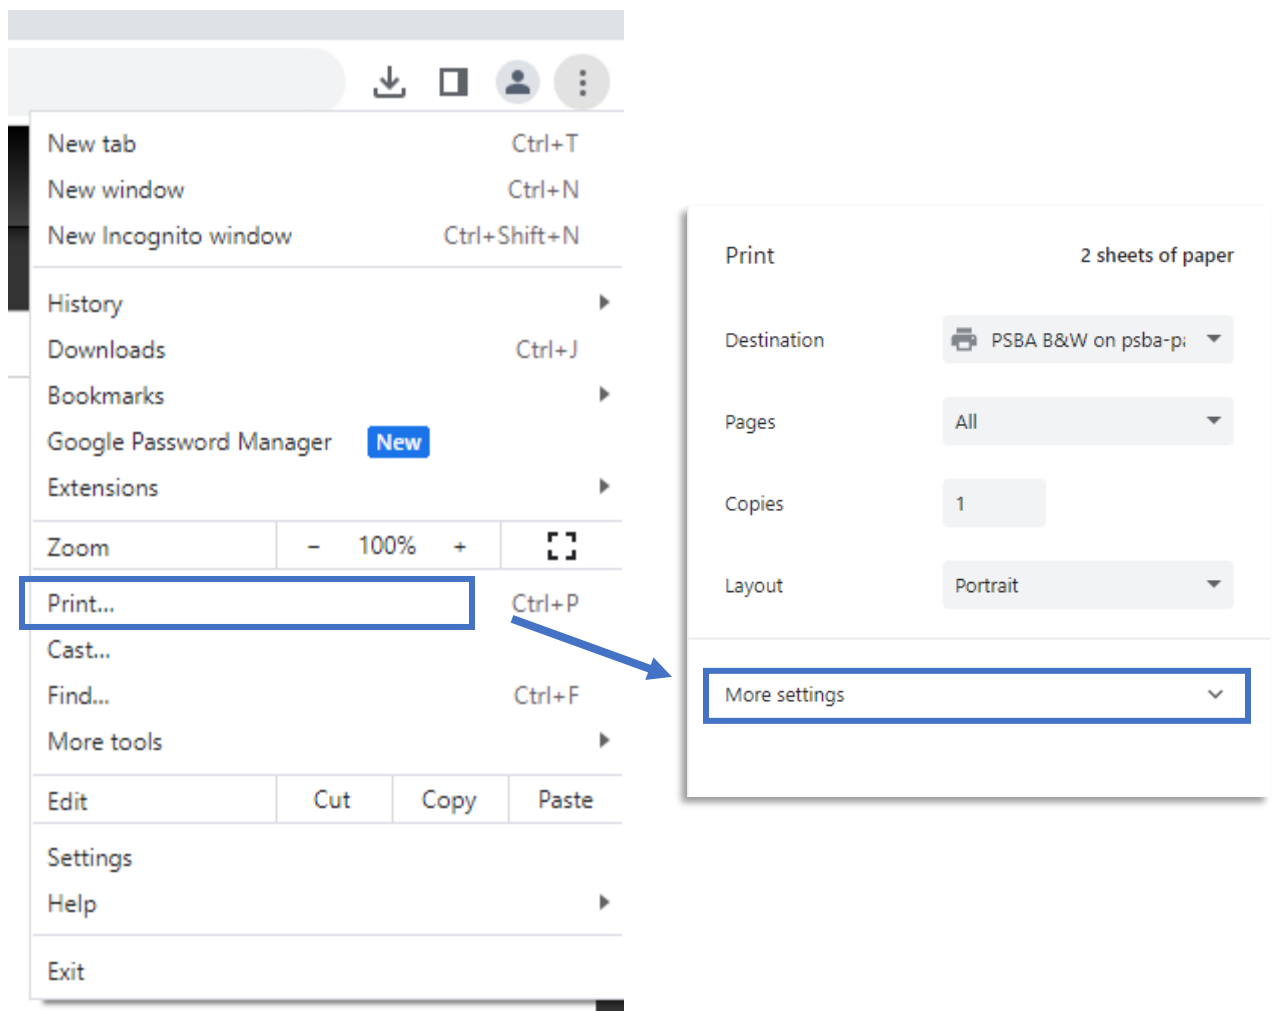 New tab Ctrl+T
New window Ctrl+N
New Incognito window Ctrl+Shift+N
History
Downloads Ctrl+J
Bookmarks
Google Password Manager New
Extensions
Zoom - 100% +
Print... Ctrl+P
Cast...
Find... Ctrl+F
More tools
Edit Cut Copy Paste
Settings
Help
Exit
Print 2 sheets of paper
Destination PSBA B&W on psba-pa
Pages All
Copies 1
Layout Portrait
More settings